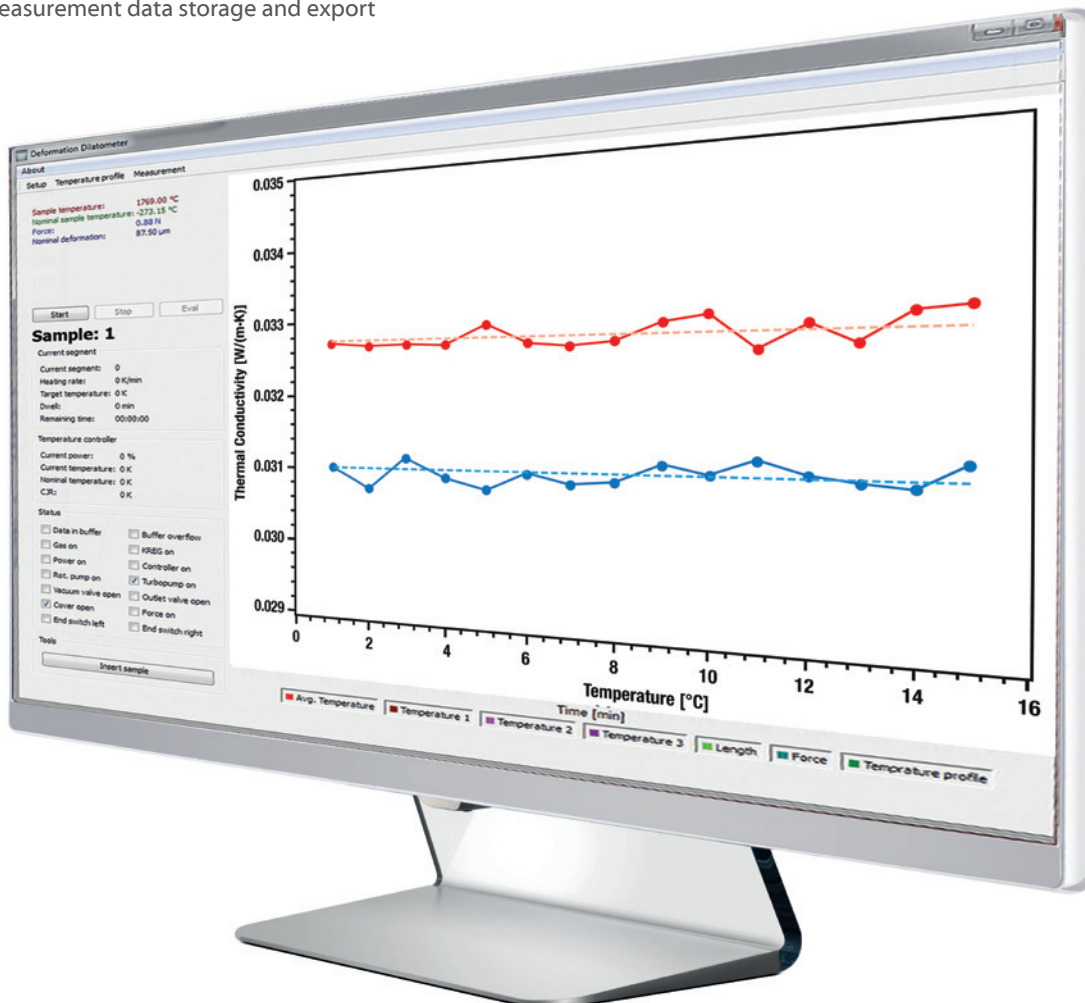 easurement data storage and export
Deformation Dilatometer
About
Setup Temperature profile Measurement
Sample temperature: 1769.00 °C
Nominal sample temperature: -273.15 °C
Force: 0.88 N
Nominal deformation: 87.50 µm
Start Stop Eval
Sample: 1
Current segment
Current segment: 0
Heating rate: 0 K/min
Target temperature: 0 K
Dwell: 0 min
Remaining time: 00:00:00
Temperature controller
Current power: 0 %
Current temperature: 0 K
Nominal temperature: 0 K
CJR: 0 K
Status
Data in buffer Buffer overflow
Gas on KREG on
Power on Controller on
Rot. pump on Turbopump on
Vacuum valve open Outlet valve open
Cover open Force on
End switch left End switch right
Tools
Insert sample
Thermal Conductivity [W/(m·K)]
0.035
0.034
0.033
0.032
0.031
0.030
0.029
0 2 4 6 8 10 12 14 16
Temperature [°C]
Time [min]
Avg. Temperature Temperature 1 Temperature 2 Temperature 3 Length Force Temprature profile